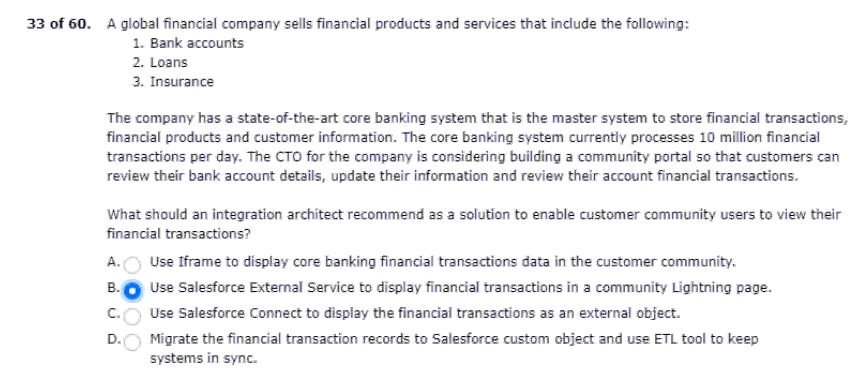 33 of 60. A global financial company sells financial products and services that include the following:
1. Bank accounts
2. Loans
3. Insurance
The company has a state-of-the-art core banking system that is the master system to store financial transactions,
financial products and customer information. The core banking system currently processes 10 million financial
transactions per day. The CTO for the company is considering building a community portal so that customers can
review their bank account details, update their information and review their account financial transactions.
What should an integration architect recommend as a solution to enable customer community users to view their
financial transactions?
A. Use Iframe to display core banking financial transactions data in the customer community.
B. Use Salesforce External Service to display financial transactions in a community Lightning page.
C. Use Salesforce Connect to display the financial transactions as an external object.
D. Migrate the financial transaction records to Salesforce custom object and use ETL tool to keep
systems in sync.